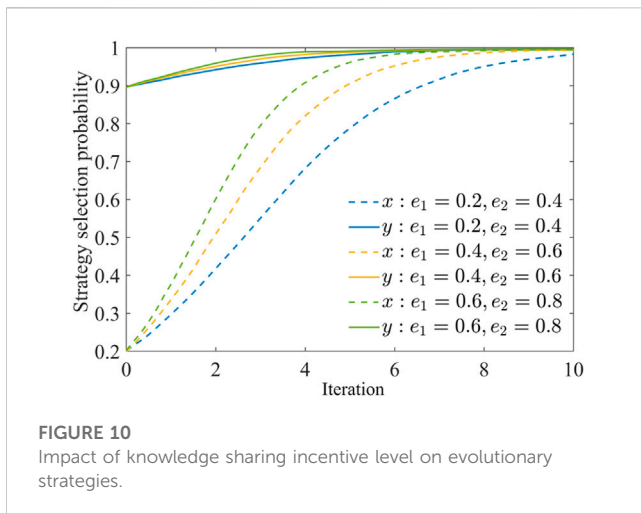 Strategy selection probability
1
0.9
0.8
0.7
0.6
0.5
0.4
0.3
0.2
x : e₁ = 0.2, e₂ = 0.4
y : e₁ = 0.2, e₂ = 0.4
x : e₁ = 0.4, e₂ = 0.6
y : e₁ = 0.4, e₂ = 0.6
x : e₁ = 0.6, e₂ = 0.8
y : e₁ = 0.6, e₂ = 0.8
0 2 4 6 8 10
Iteration
FIGURE 10
Impact of knowledge sharing incentive level on evolutionary
strategies.